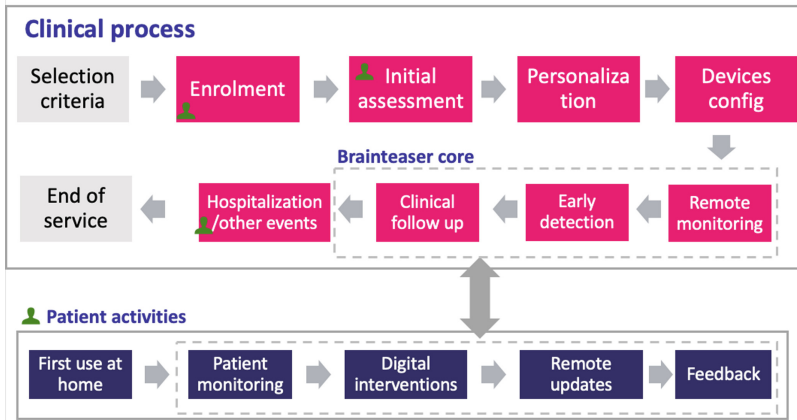 Clinical process
Selection
criteria
Enrolment
Initial
assessment
Personaliza
tion
Devices
config
Brainteaser core
End of
service
Hospitalization
/other events
Clinical
follow up
Early
detection
Remote
monitoring
Patient activities
First use at
home
Patient
monitoring
Digital
interventions
Remote
updates
Feedback